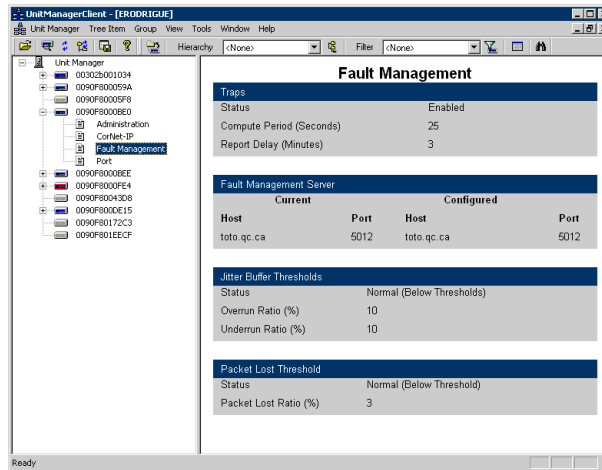 UnitManagerClient - [ERODRIGUE]
Unit Manager Tree Item Group View Tools Window Help
Hierarchy <None> Filter <None>
Unit Manager
00302b001034
0090F800059A
0090F80005F8
0090F8000BE0
Administration
CorNet-IP
Fault Management
Port
0090F8000BEE
0090F8000FE4
0090F80043D8
0090F800DE15
0090F80172C3
0090F801EECF
Fault Management
Traps
Status Enabled
Compute Period (Seconds) 25
Report Delay (Minutes) 3
Fault Management Server
Current Configured
Host Port Host Port
toto.qc.ca 5012 toto.qc.ca 5012
Jitter Buffer Thresholds
Status Normal (Below Thresholds)
Overrun Ratio (%) 10
Underrun Ratio (%) 10
Packet Lost Threshold
Status Normal (Below Threshold)
Packet Lost Ratio (%) 3
Ready